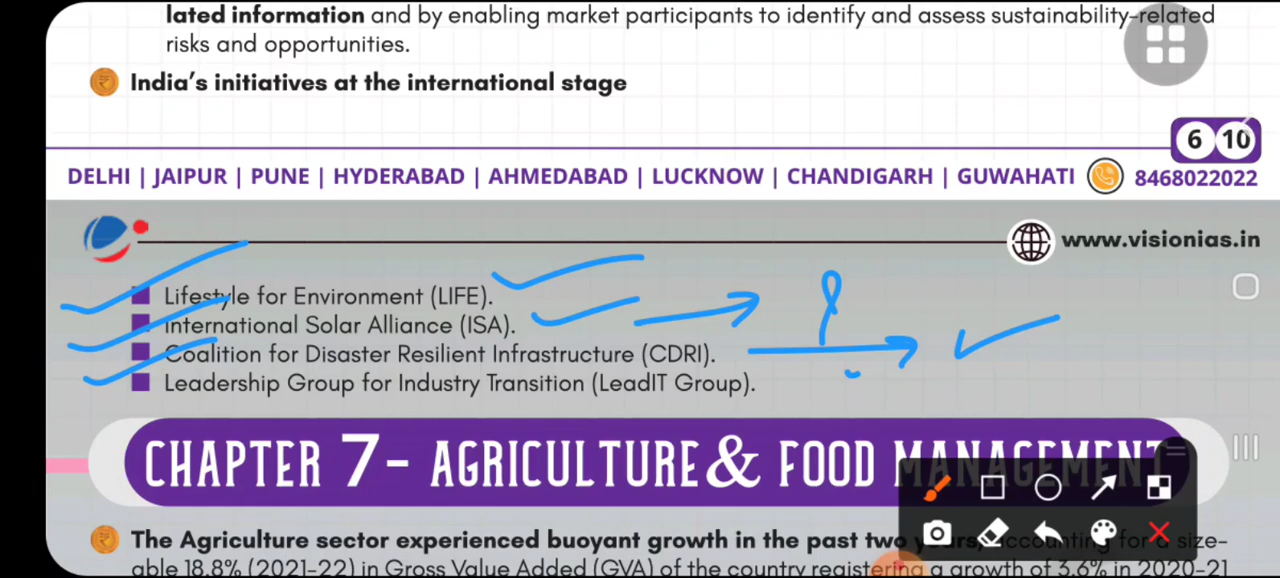 lated information and by enabling market participants to identify and assess sustainability-related
risks and opportunities.
India's initiatives at the international stage
6 10
DELHI | JAIPUR | PUNE | HYDERABAD | AHMEDABAD | LUCKNOW | CHANDIGARH | GUWAHATI 8468022022
www.visionias.in
Lifestyle for Environment (LIFE).
International Solar Alliance (ISA).
Coalition for Disaster Resilient Infrastructure (CDRI).
Leadership Group for Industry Transition (LeadIT Group).
CHAPTER 7- AGRICULTURE & FOOD MANAGEMENT
The Agriculture sector experienced buoyant growth in the past two years, accounting for a size-
able 18.8% (2021-22) in Gross Value Added (GVA) of the country registering a growth of 3.6% in 2020-21